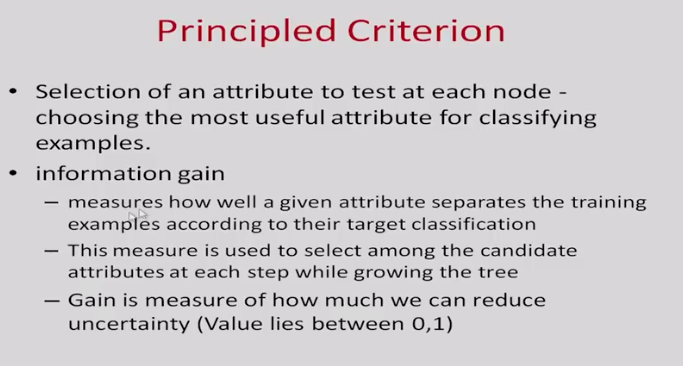 Principled Criterion
• Selection of an attribute to test at each node -
choosing the most useful attribute for classifying
examples.
• information gain
– measures how well a given attribute separates the training
examples according to their target classification
– This measure is used to select among the candidate
attributes at each step while growing the tree
– Gain is measure of how much we can reduce
uncertainty (Value lies between 0,1)